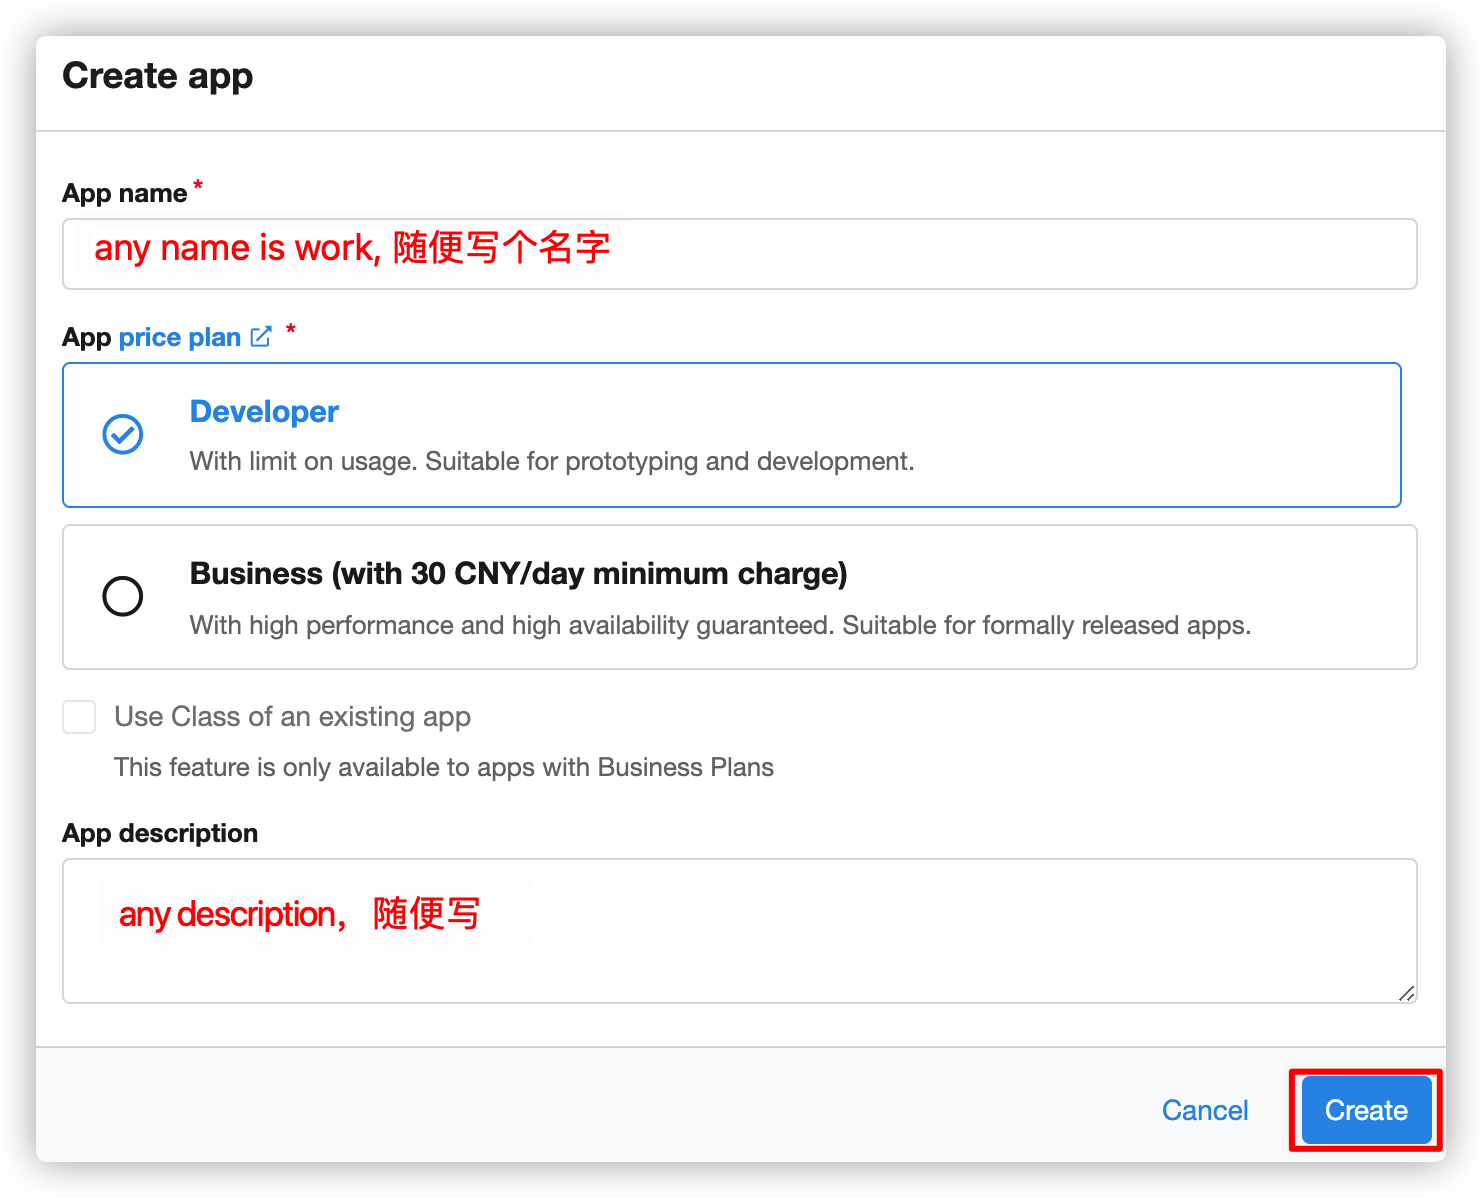 Create app
App name *
any name is work, 随便写个名字
App price plan *
Developer
With limit on usage. Suitable for prototyping and development.
Business (with 30 CNY/day minimum charge)
With high performance and high availability guaranteed. Suitable for formally released apps.
Use Class of an existing app
This feature is only available to apps with Business Plans
App description
any description， 随便写
Cancel
Create